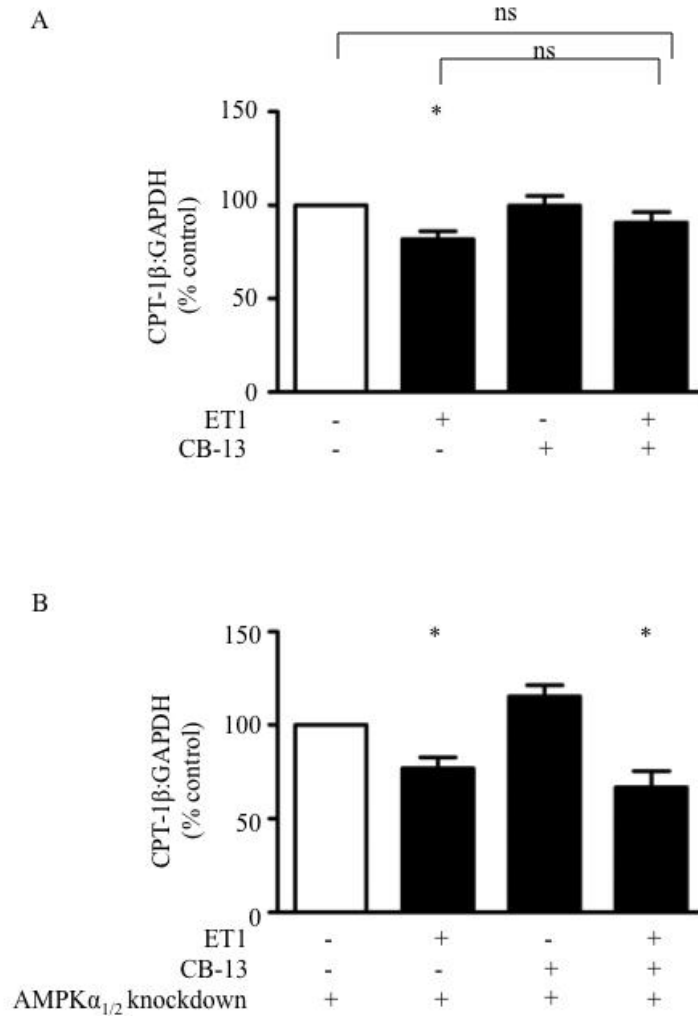 A
ns
ns
*
150
100
50
0
CPT-1β:GAPDH
(% control)
ET1 - + - +
CB-13 - - + +
B
* *
150
100
50
0
CPT-1β:GAPDH
(% control)
ET1 - + - +
CB-13 - - + +
AMPKα1/2 knockdown + + + +